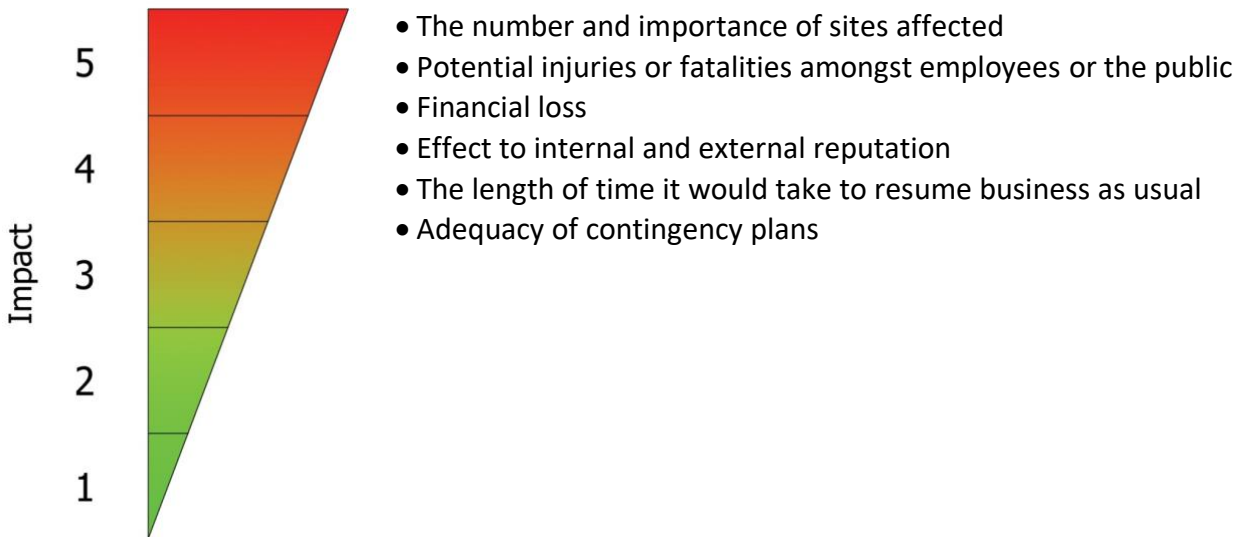 5
4
3
2
1
Impact
• The number and importance of sites affected
• Potential injuries or fatalities amongst employees or the public
• Financial loss
• Effect to internal and external reputation
• The length of time it would take to resume business as usual
• Adequacy of contingency plans